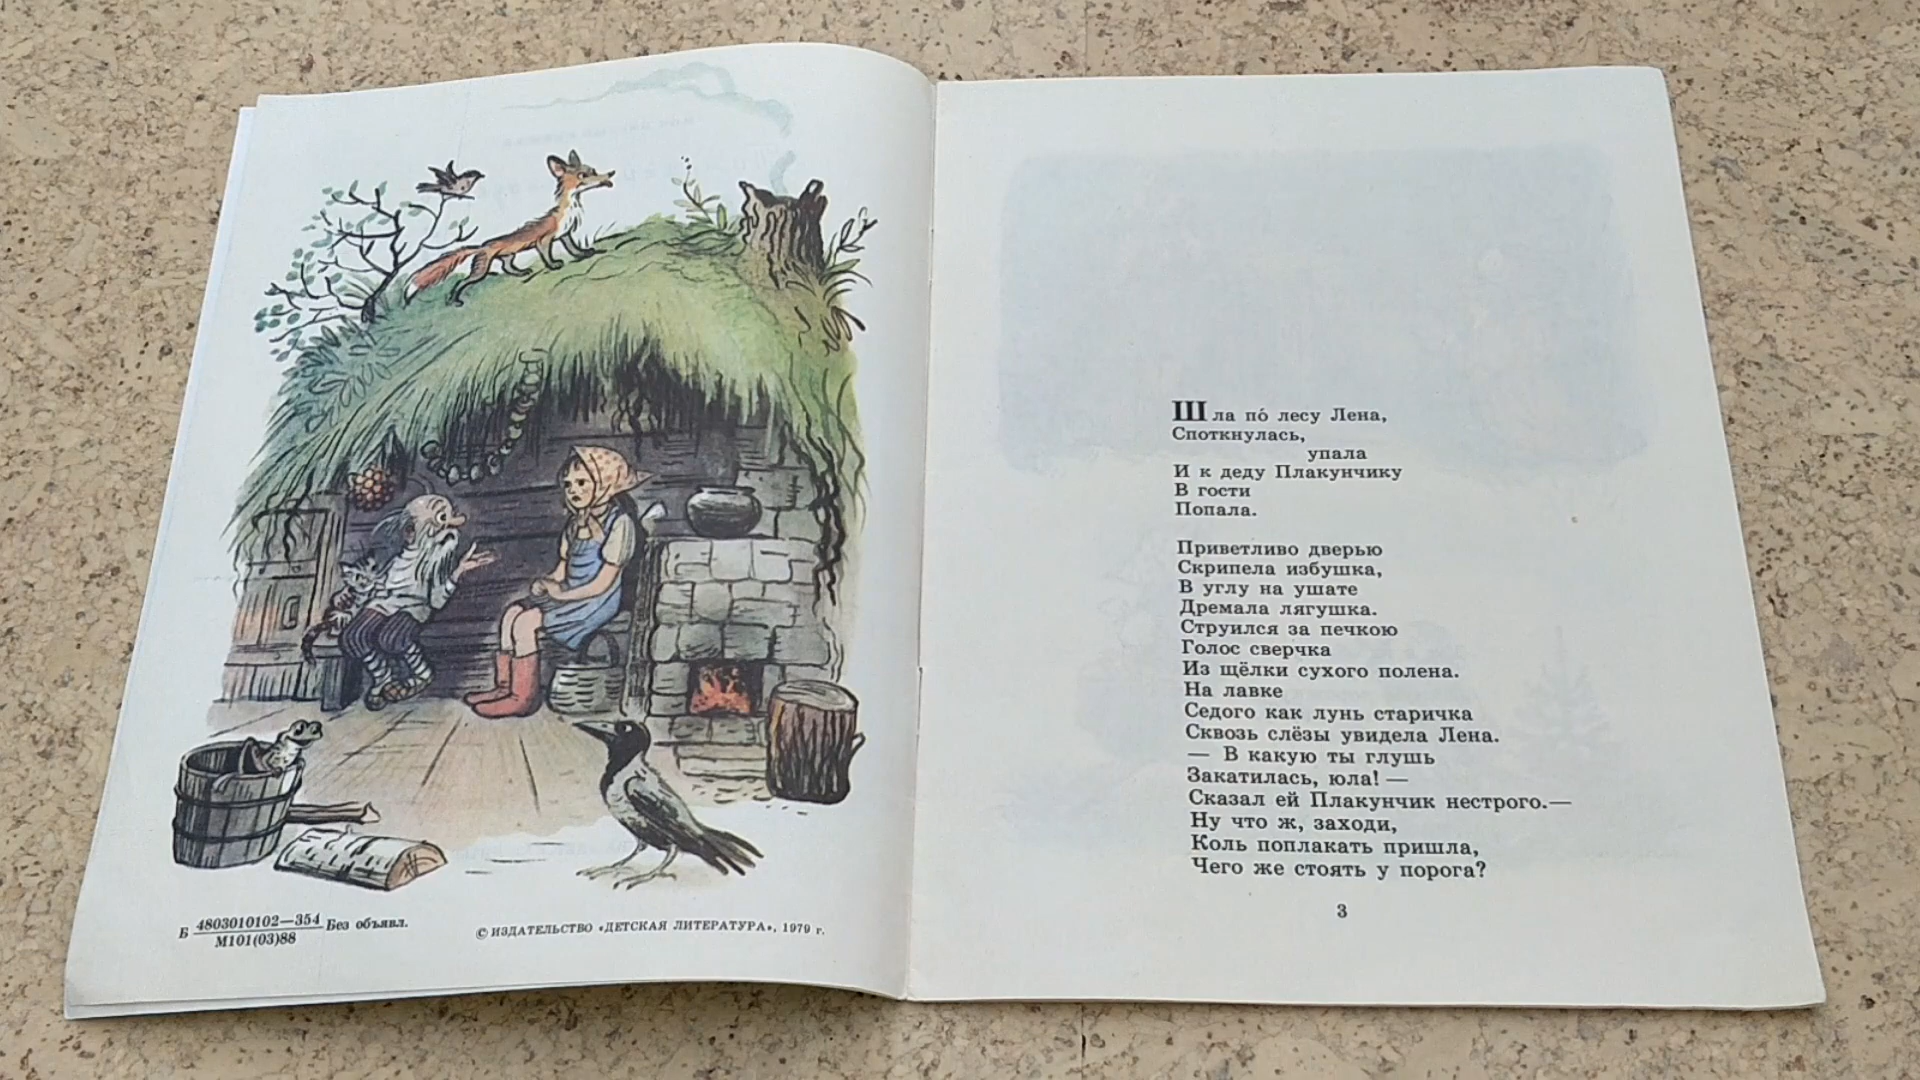 Б 4803010102—354 Без объявл.
М101(03)88
© ИЗДАТЕЛЬСТВО «ДЕТСКАЯ ЛИТЕРАТУРА», 1979 г.
Шла по́ лесу Лена,
Споткнулась,
упала
И к деду Плакунчику
В гости
Попала.
Приветливо дверью
Скрипела избушка,
В углу на ушате
Дремала лягушка.
Струился за печкою
Голос сверчка
Из щёлки сухого полена.
На лавке
Седого как лунь старичка
Сквозь слёзы увидела Лена.
— В какую ты глушь
Закатилась, юла! —
Сказал ей Плакунчик нестрого.—
Ну что ж, заходи,
Коль поплакать пришла,
Чего же стоять у порога?
3